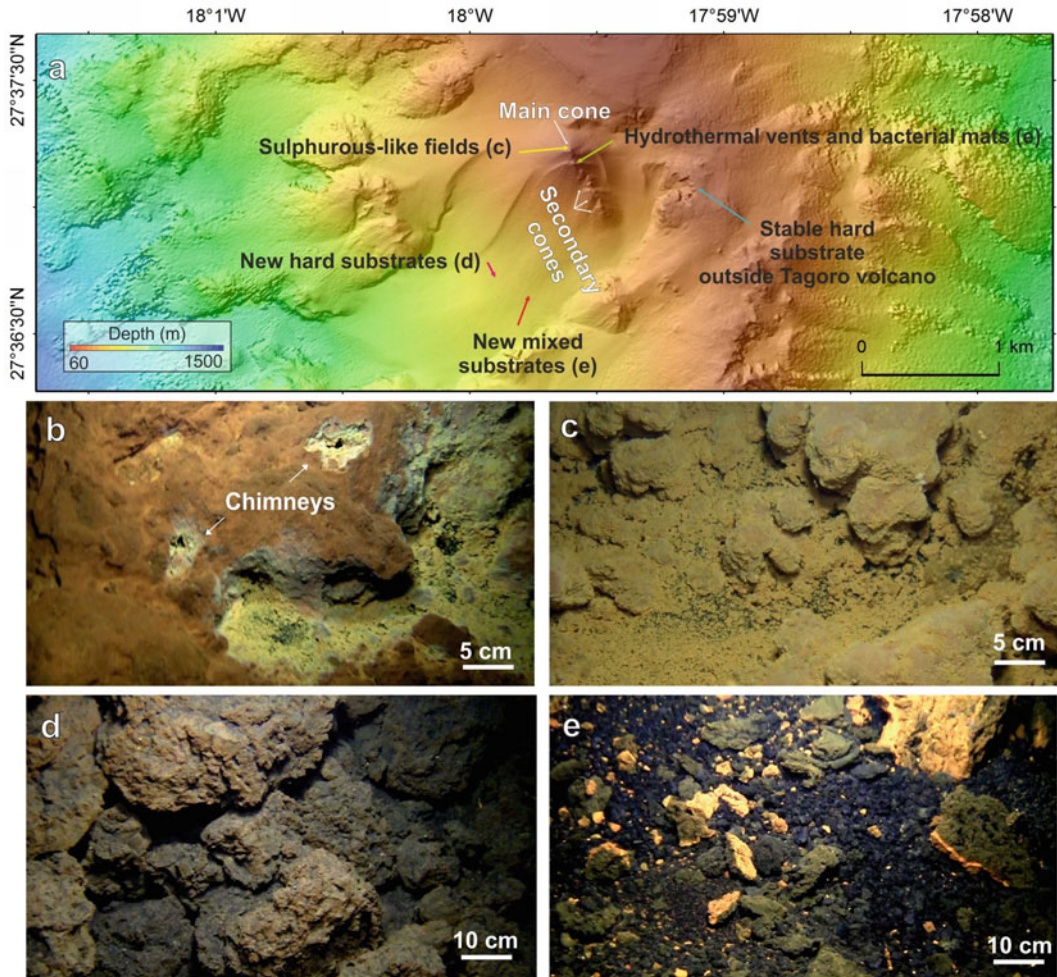 18°1'W
18°W
17°59'W
17°58'W
27°37'30"N
27°36'30"N
a
Main cone
Sulphurous-like fields (c)
Hydrothermal vents and bacterial mats (e)
Secondary
cones
Stable hard
substrate
outside Tagoro volcano
New hard substrates (d)
New mixed
substrates (e)
Depth (m)
60
1500
0
1 km
b
Chimneys
5 cm
c
5 cm
d
10 cm
e
10 cm